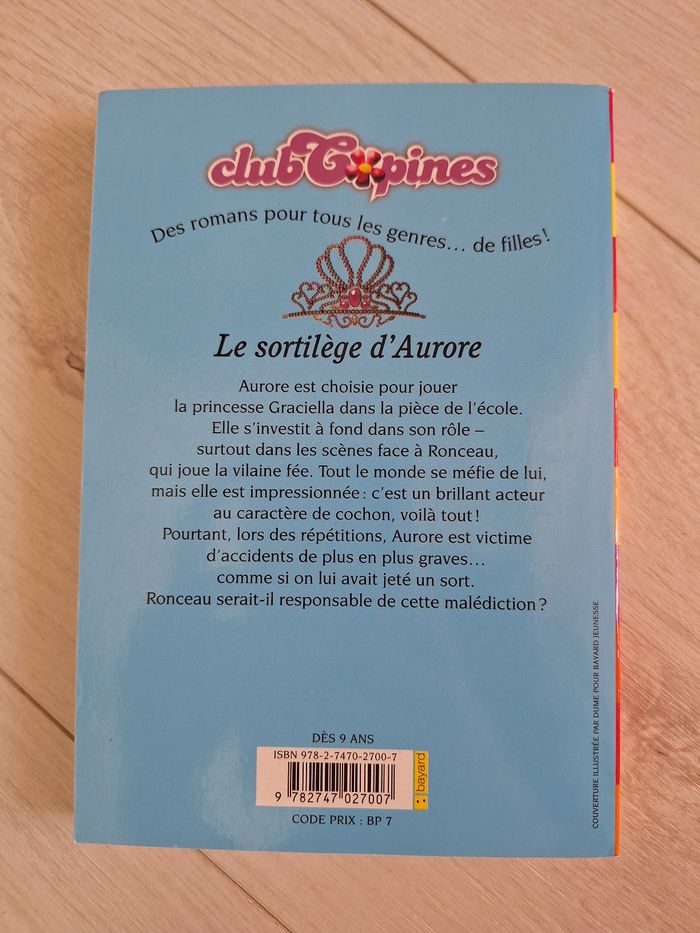 club Copines
Des romans pour tous les genres... de filles !
Le sortilège d'Aurore
Aurore est choisie pour jouer
la princesse Graciella dans la pièce de l'école.
Elle s'investit à fond dans son rôle –
surtout dans les scènes face à Ronceau,
qui joue la vilaine fée. Tout le monde se méfie de lui,
mais elle est impressionnée : c'est un brillant acteur
au caractère de cochon, voilà tout !
Pourtant, lors des répétitions, Aurore est victime
d'accidents de plus en plus graves...
comme si on lui avait jeté un sort.
Ronceau serait-il responsable de cette malédiction ?
COUVERTURE ILLUSTRÉE PAR DUME POUR BAYARD JEUNESSE
DÈS 9 ANS
ISBN 978-2-7470-2700-7
9 782747 027007
bayard
CODE PRIX : BP 7